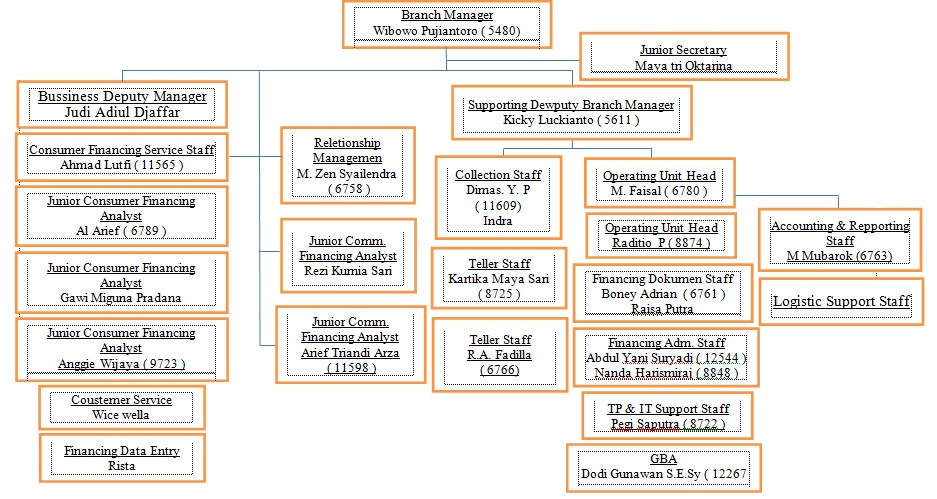 Branch Manager
Wibowo Pujiantoro ( 5480)
Junior Secretary
Maya tri Oktarina
Bussiness Deputy Manager
Judi Adiul Djaffar
Supporting Dewputy Branch Manager
Kicky Luckianto ( 5611 )
Consumer Financing Service Staff
Ahmad Lutfi ( 11565 )
Junior Consumer Financing
Analyst
Al Arief ( 6789 )
Junior Consumer Financing
Analyst
Gawi Miguna Pradana
Junior Consumer Financing
Analyst
Anggie Wijaya ( 9723 )
Coustemer Service
Wice wella
Financing Data Entry
Rista
Reletionship
Managemen
M. Zen Syailendra
( 6758 )
Junior Comm.
Financing Analyst
Rezi Kurnia Sari
Junior Comm.
Financing Analyst
Arief Triandi Arza
( 11598 )
Collection Staff
Dimas. Y. P
( 11609)
Indra
Teller Staff
Kartika Maya Sari
( 8725 )
Teller Staff
R.A. Fadilla
( 6766)
Operating Unit Head
M. Faisal ( 6780 )
Operating Unit Head
Raditio P ( 8874 )
Financing Dokumen Staff
Boney Adrian ( 6761 )
Raisa Putra
Financing Adm. Staff
Abdul Yani Suryadi ( 12544 )
Nanda Harismiraj ( 8848 )
TP & IT Support Staff
Pegi Saputra ( 8722 )
GBA
Dodi Gunawan S.E.Sy ( 12267
Accounting & Repporting
Staff
M Mubarok (6763)
Logistic Support Staff